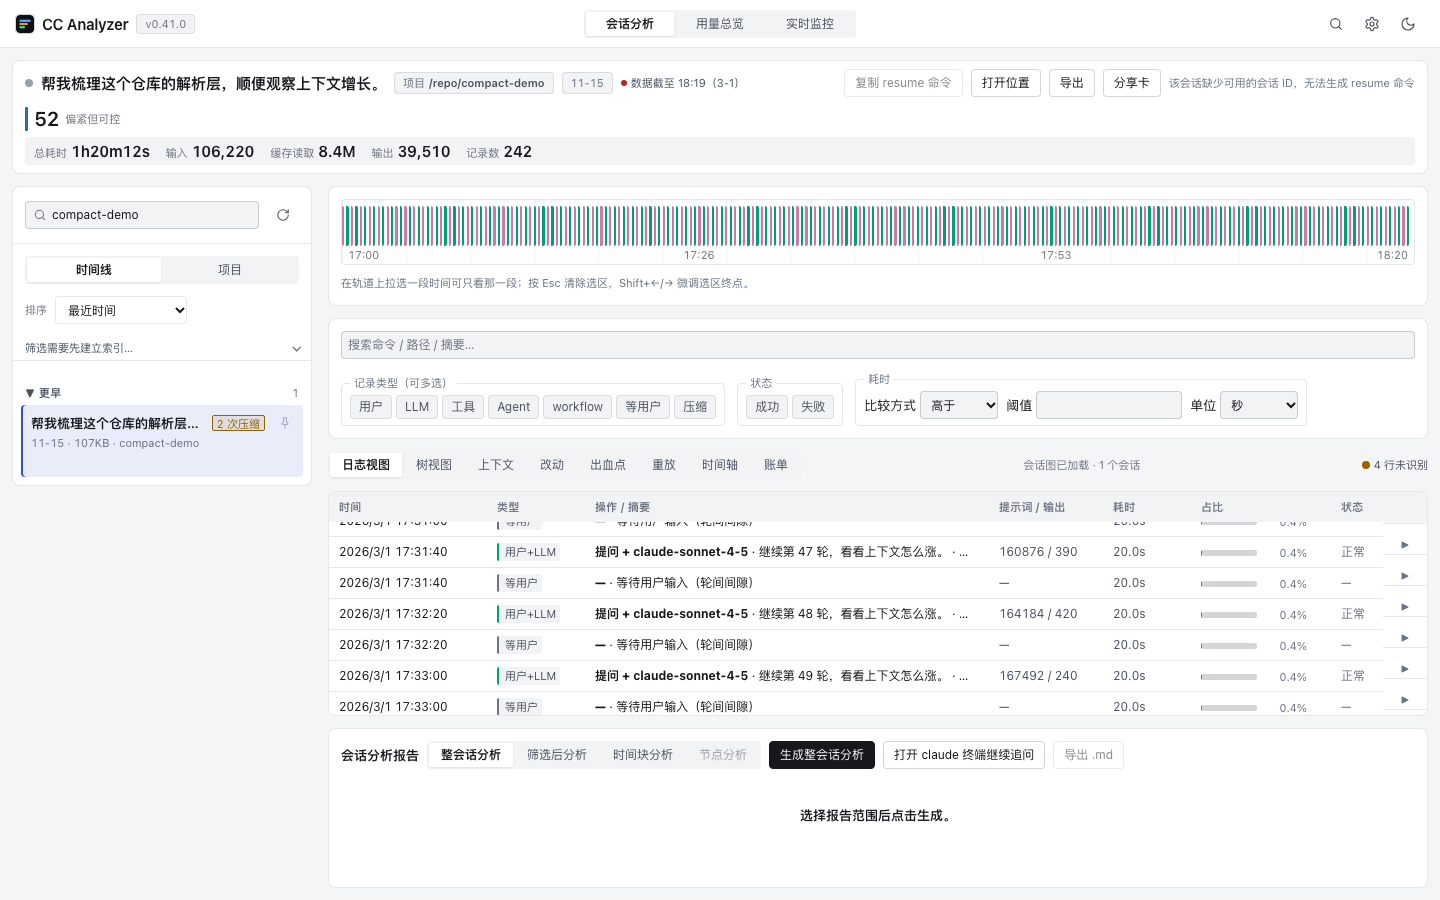 CC Analyzer v0.41.0 会话分析 用量总览 实时监控
帮我梳理这个仓库的解析层，顺便观察上下文增长。 项目 /repo/compact-demo 11-15 数据截至 18:19（3-1） 复制 resume 命令 打开位置 导出 分享卡 该会话缺少可用的会话 ID，无法生成 resume 命令
52 偏紧但可控
总耗时 1h20m12s 输入 106,220 缓存读取 8.4M 输出 39,510 记录数 242
compact-demo
时间线 项目
排序 最近时间
筛选需要先建立索引...
▼ 更早 1
帮我梳理这个仓库的解析层... 2 次压缩
11-15 · 107KB · compact-demo
17:00 17:26 17:53 18:20
在轨道上拉选一段时间可只看那一段；按 Esc 清除选区，Shift+←/→ 微调选区终点。
搜索命令 / 路径 / 摘要...
记录类型（可多选） 状态 耗时
用户 LLM 工具 Agent workflow 等用户 压缩 成功 失败 比较方式 高于 阈值 单位 秒
日志视图 树视图 上下文 改动 出血点 重放 时间轴 账单 会话图已加载 · 1 个会话 4 行未识别
时间 类型 操作 / 摘要 提示词 / 输出 耗时 占比 状态
2026/3/1 17:31:00 等用户 — · 等待用户输入（轮间间隙） 20.0s 0.4%
2026/3/1 17:31:40 用户+LLM 提问 + claude-sonnet-4-5 · 继续第 47 轮，看看上下文怎么涨。 · ... 160876 / 390 20.0s 0.4% 正常 ▶
2026/3/1 17:31:40 等用户 — · 等待用户输入（轮间间隙） — 20.0s 0.4% — ▶
2026/3/1 17:32:20 用户+LLM 提问 + claude-sonnet-4-5 · 继续第 48 轮，看看上下文怎么涨。 · ... 164184 / 420 20.0s 0.4% 正常 ▶
2026/3/1 17:32:20 等用户 — · 等待用户输入（轮间间隙） — 20.0s 0.4% — ▶
2026/3/1 17:33:00 用户+LLM 提问 + claude-sonnet-4-5 · 继续第 49 轮，看看上下文怎么涨。 · ... 167492 / 240 20.0s 0.4% 正常 ▶
2026/3/1 17:33:00 等用户 — · 等待用户输入（轮间间隙） — 20.0s 0.4% — ▶
会话分析报告 整会话分析 筛选后分析 时间块分析 节点分析 生成整会话分析 打开 claude 终端继续追问 导出 .md
选择报告范围后点击生成。